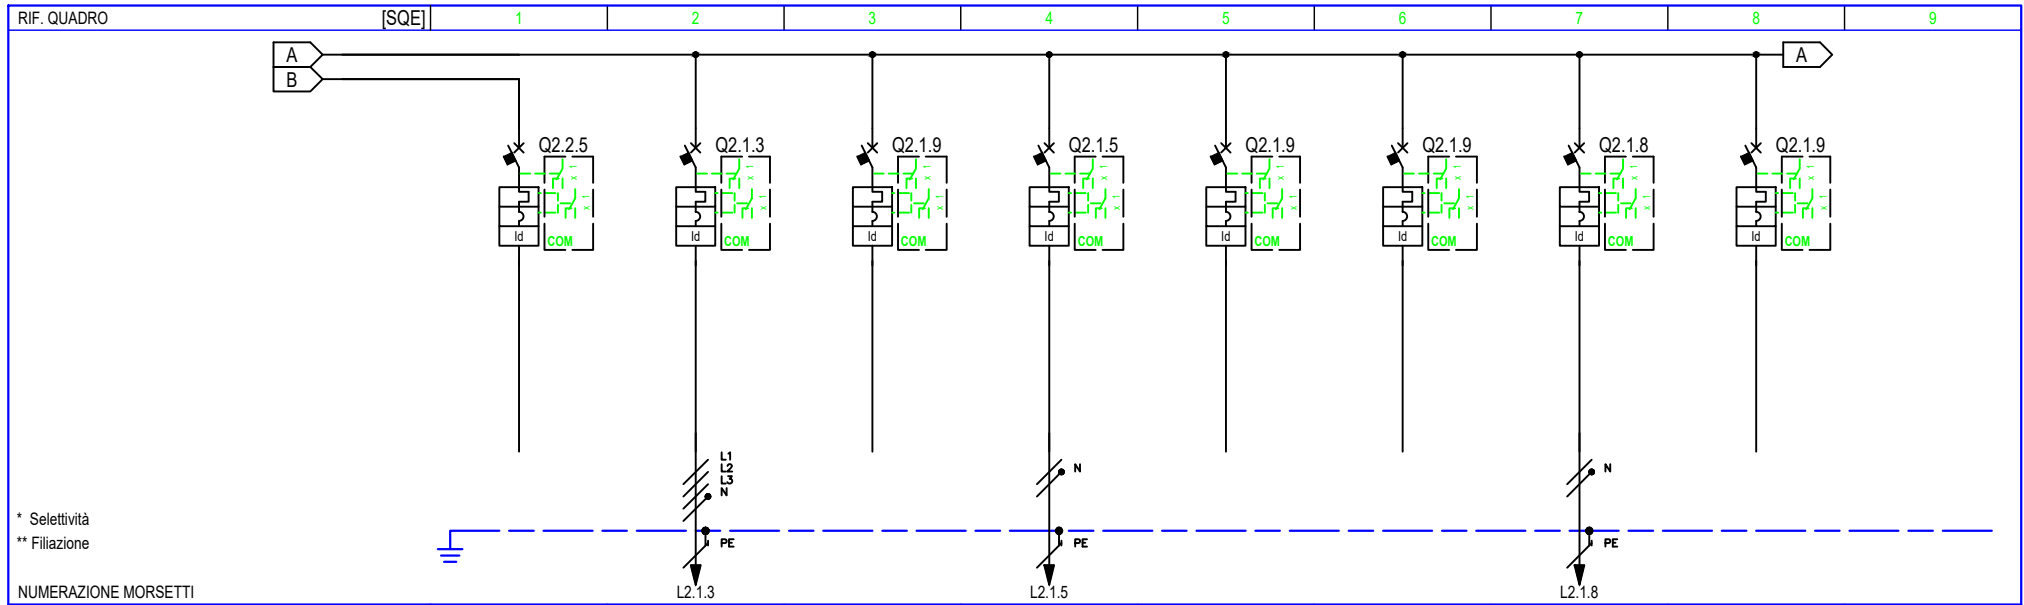 RIF. QUADRO [SQE] 1 2 3 4 5 6 7 8 9
A A
B
Q2.2.5 Q2.1.3 Q2.1.9 Q2.1.5 Q2.1.9 Q2.1.9 Q2.1.8 Q2.1.9
Id Id Id Id Id Id Id Id
COM COM COM COM COM COM COM COM
L1
L2
L3
N N N
* Selettività
** Filiazione
PE PE PE
NUMERAZIONE MORSETTI L2.1.3 L2.1.5 L2.1.8